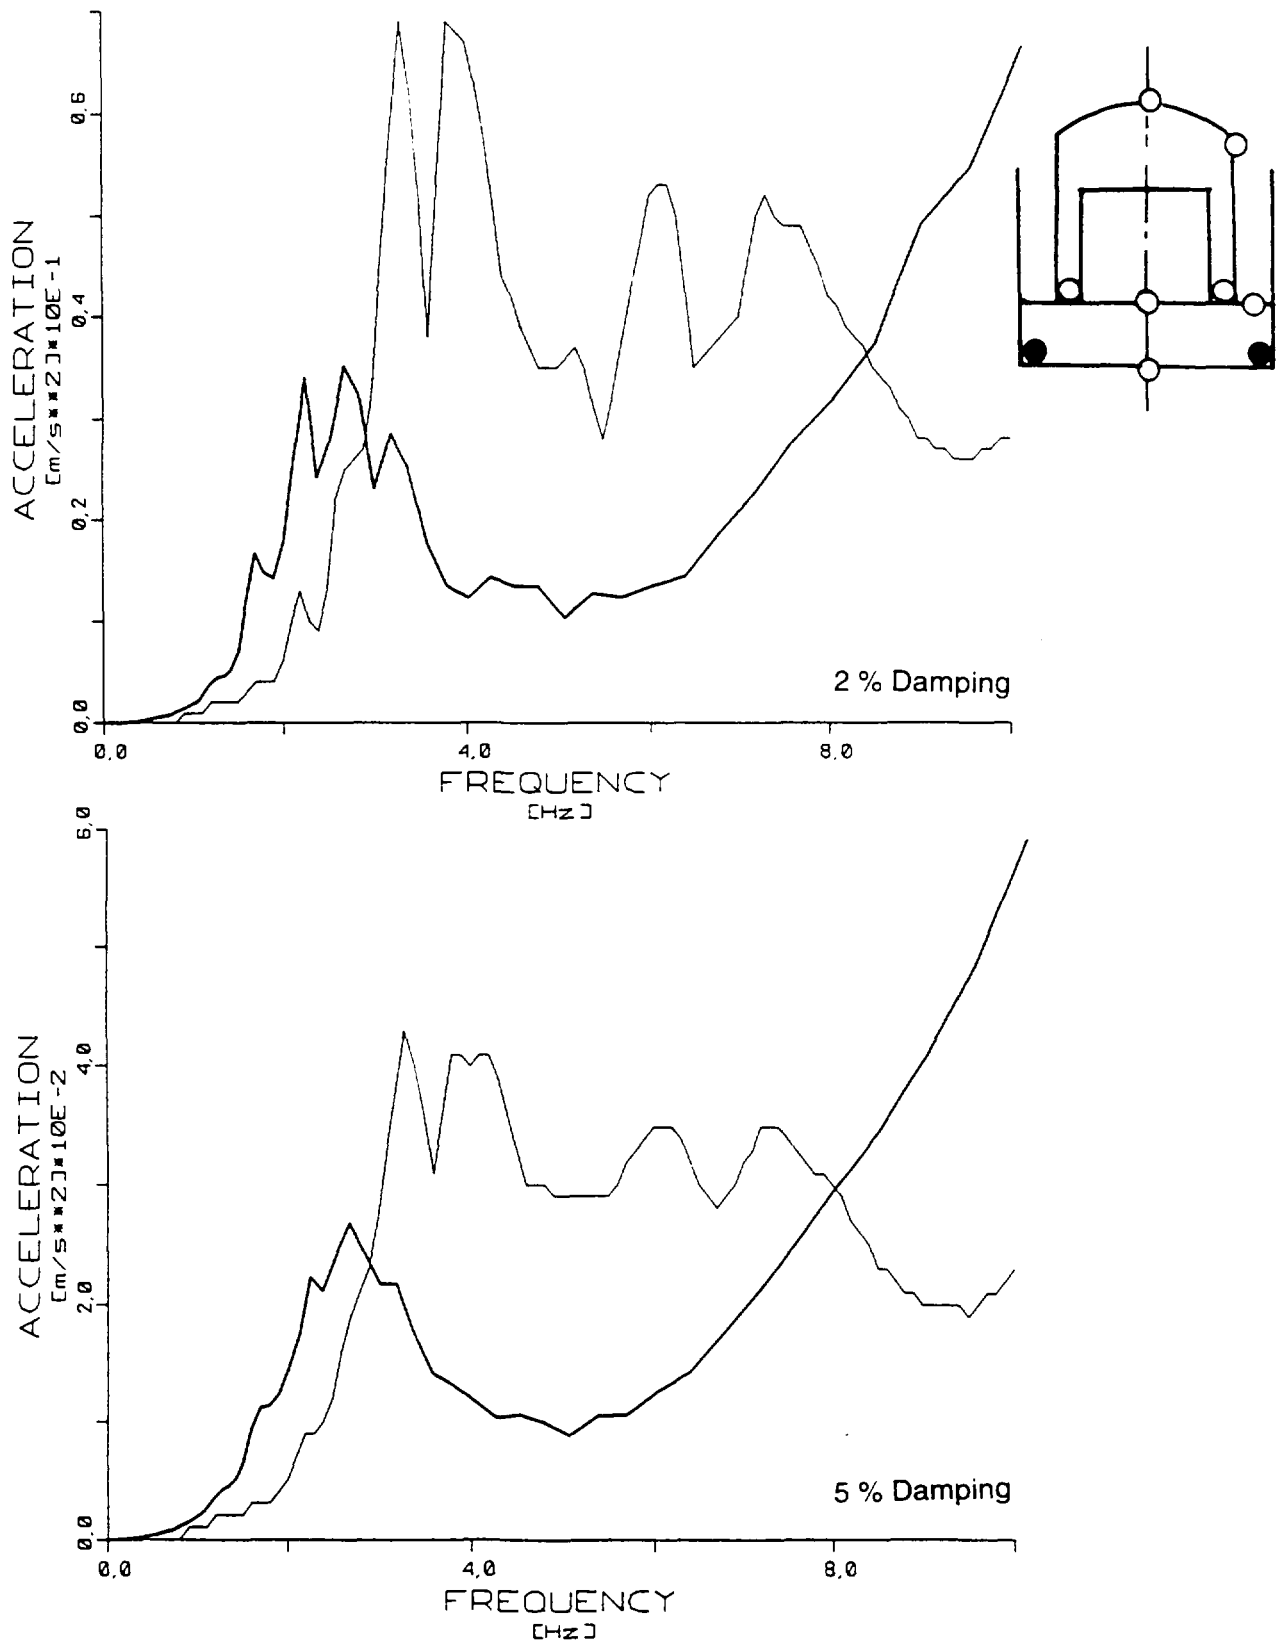 ACCELERATION
[m/s**2]*10E-1
0,6
0,4
0,2
0,0
0,0 4,0 8,0
FREQUENCY
[Hz]
2 % Damping
ACCELERATION
[m/s**2]*10E-2
6,0
4,0
2,0
0,0
0,0 4,0 8,0
FREQUENCY
[Hz]
5 % Damping